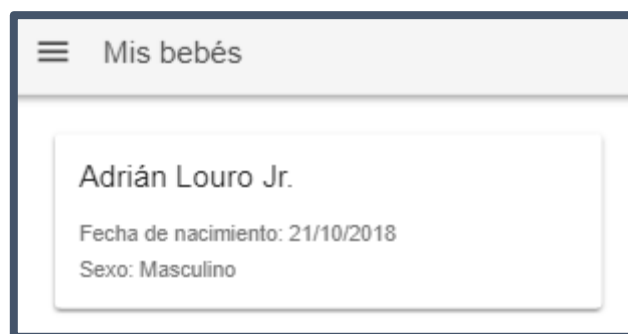 Mis bebés
Adrián Louro Jr.
Fecha de nacimiento: 21/10/2018
Sexo: Masculino